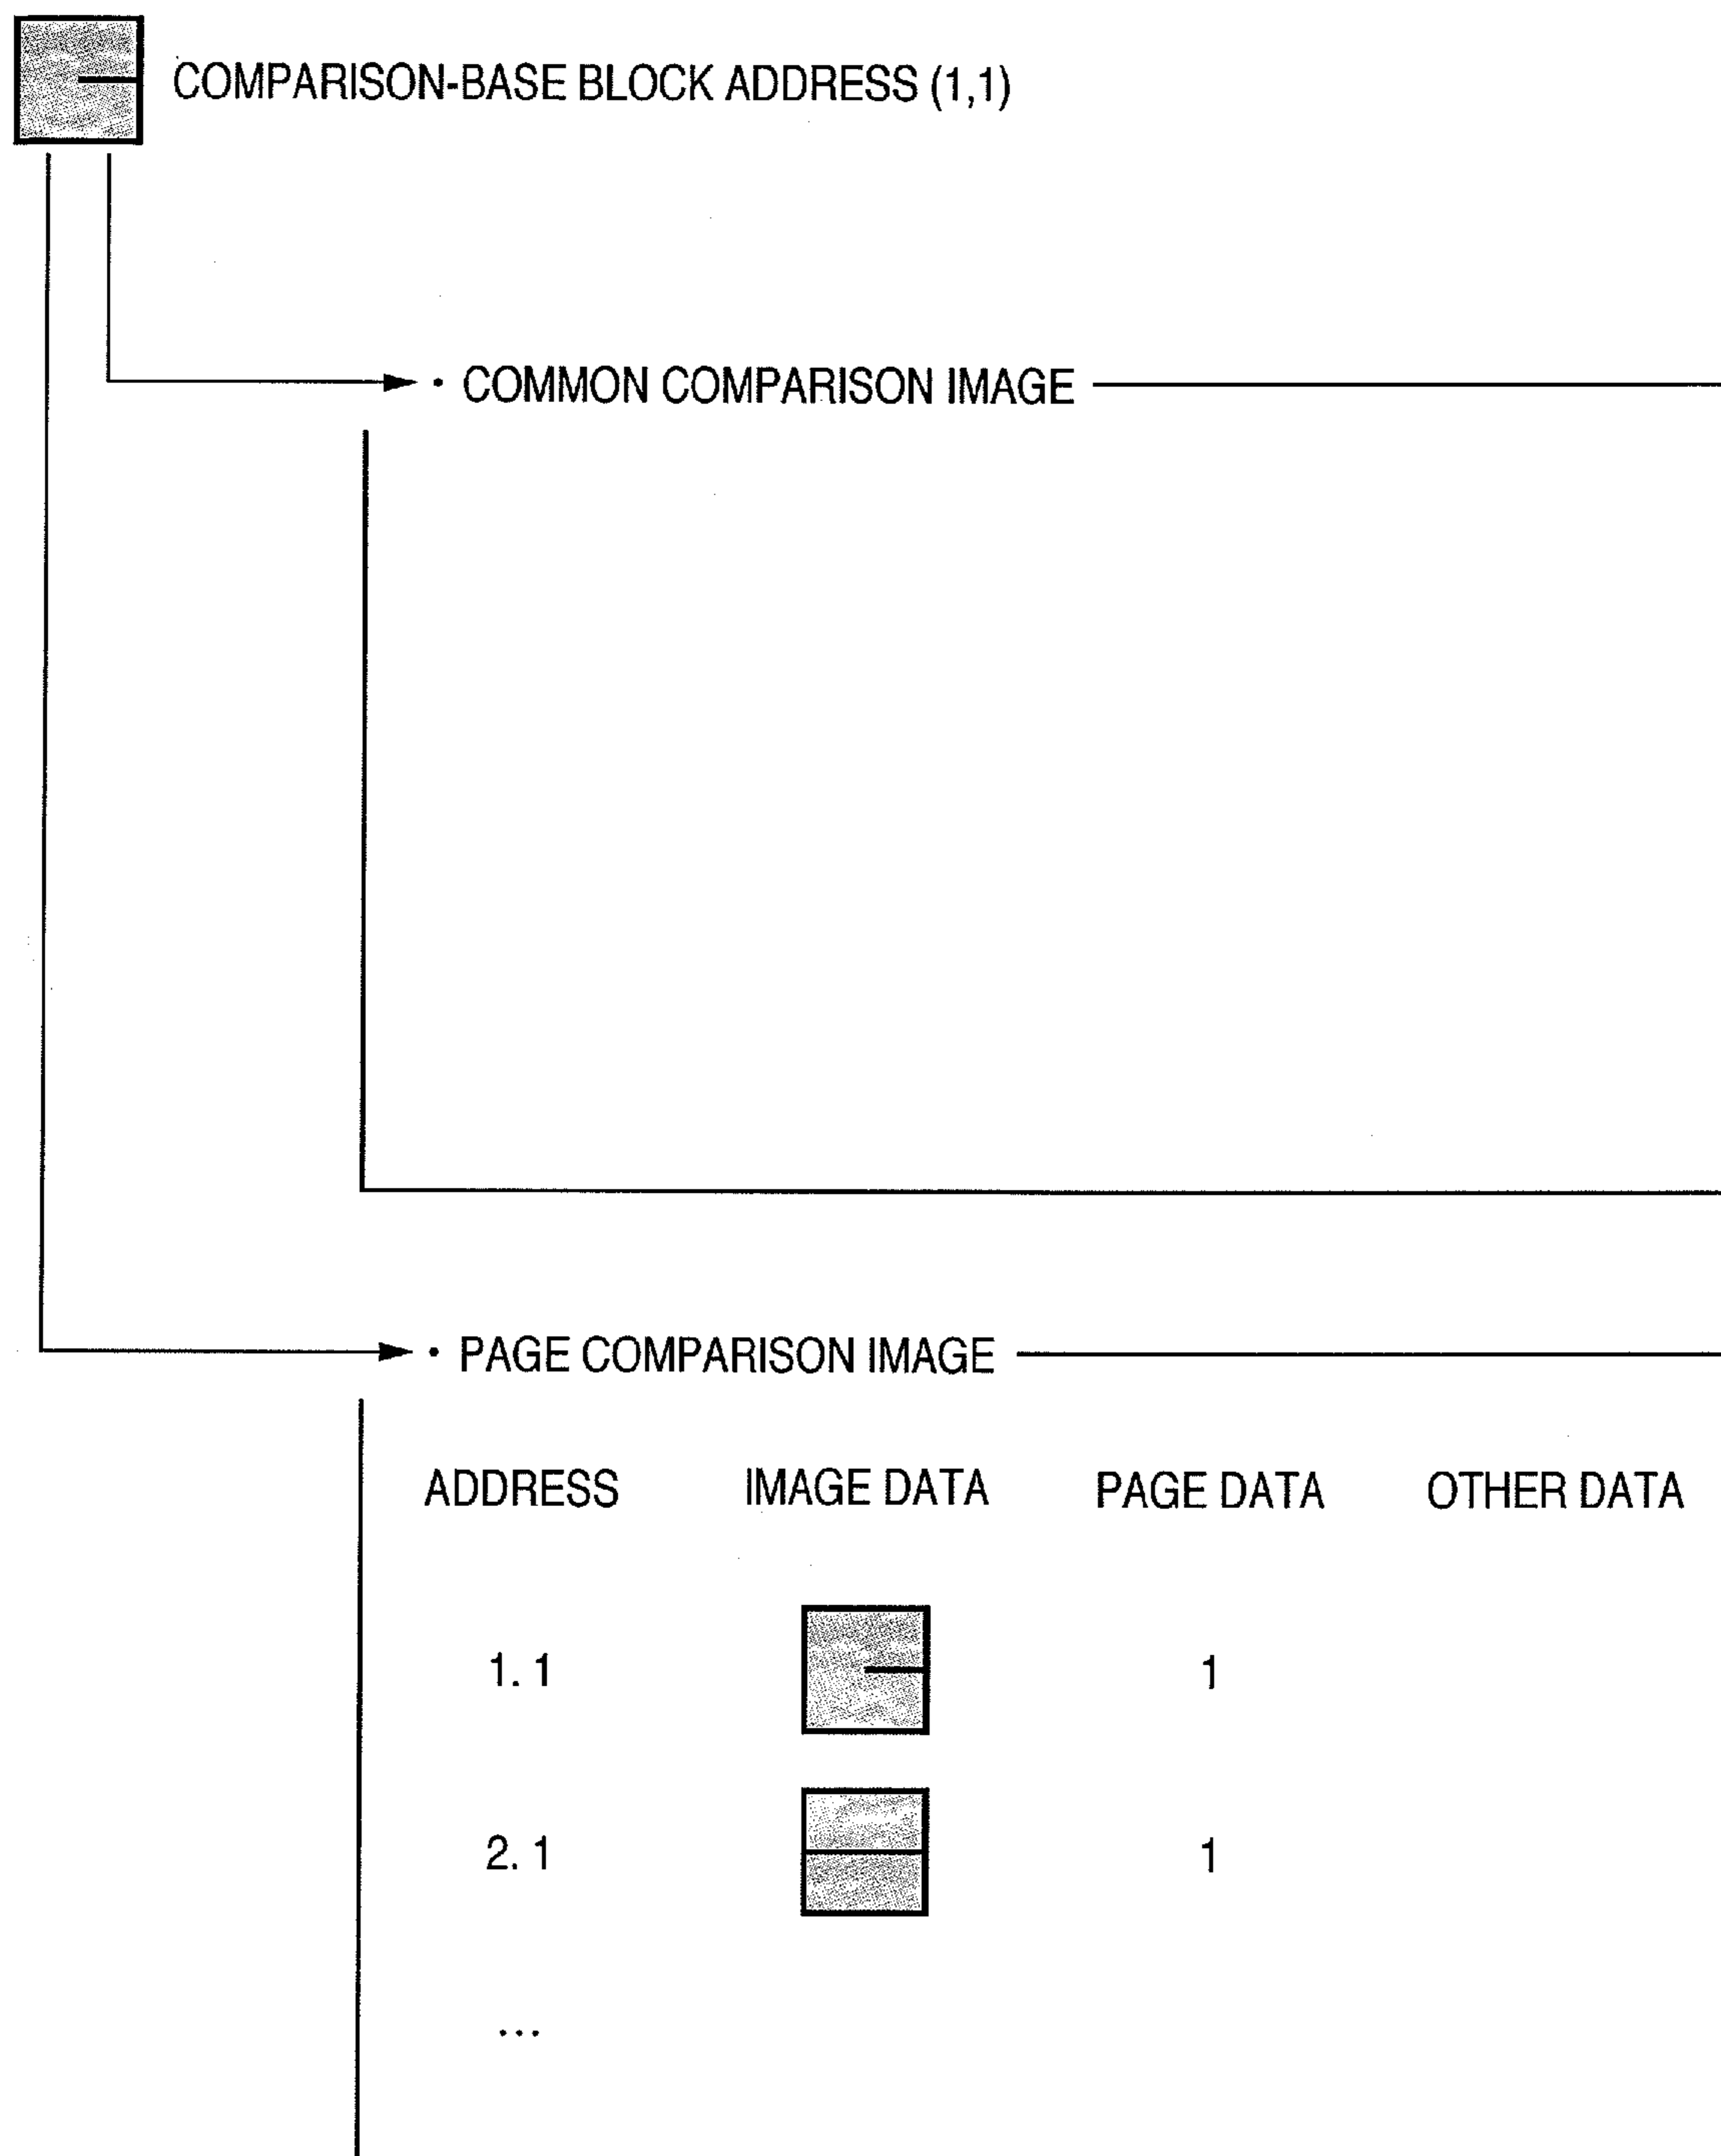 COMPARISON-BASE BLOCK ADDRESS (1,1)
· COMMON COMPARISON IMAGE
· PAGE COMPARISON IMAGE
ADDRESS IMAGE DATA PAGE DATA OTHER DATA
1. 1 1
2. 1 1
...